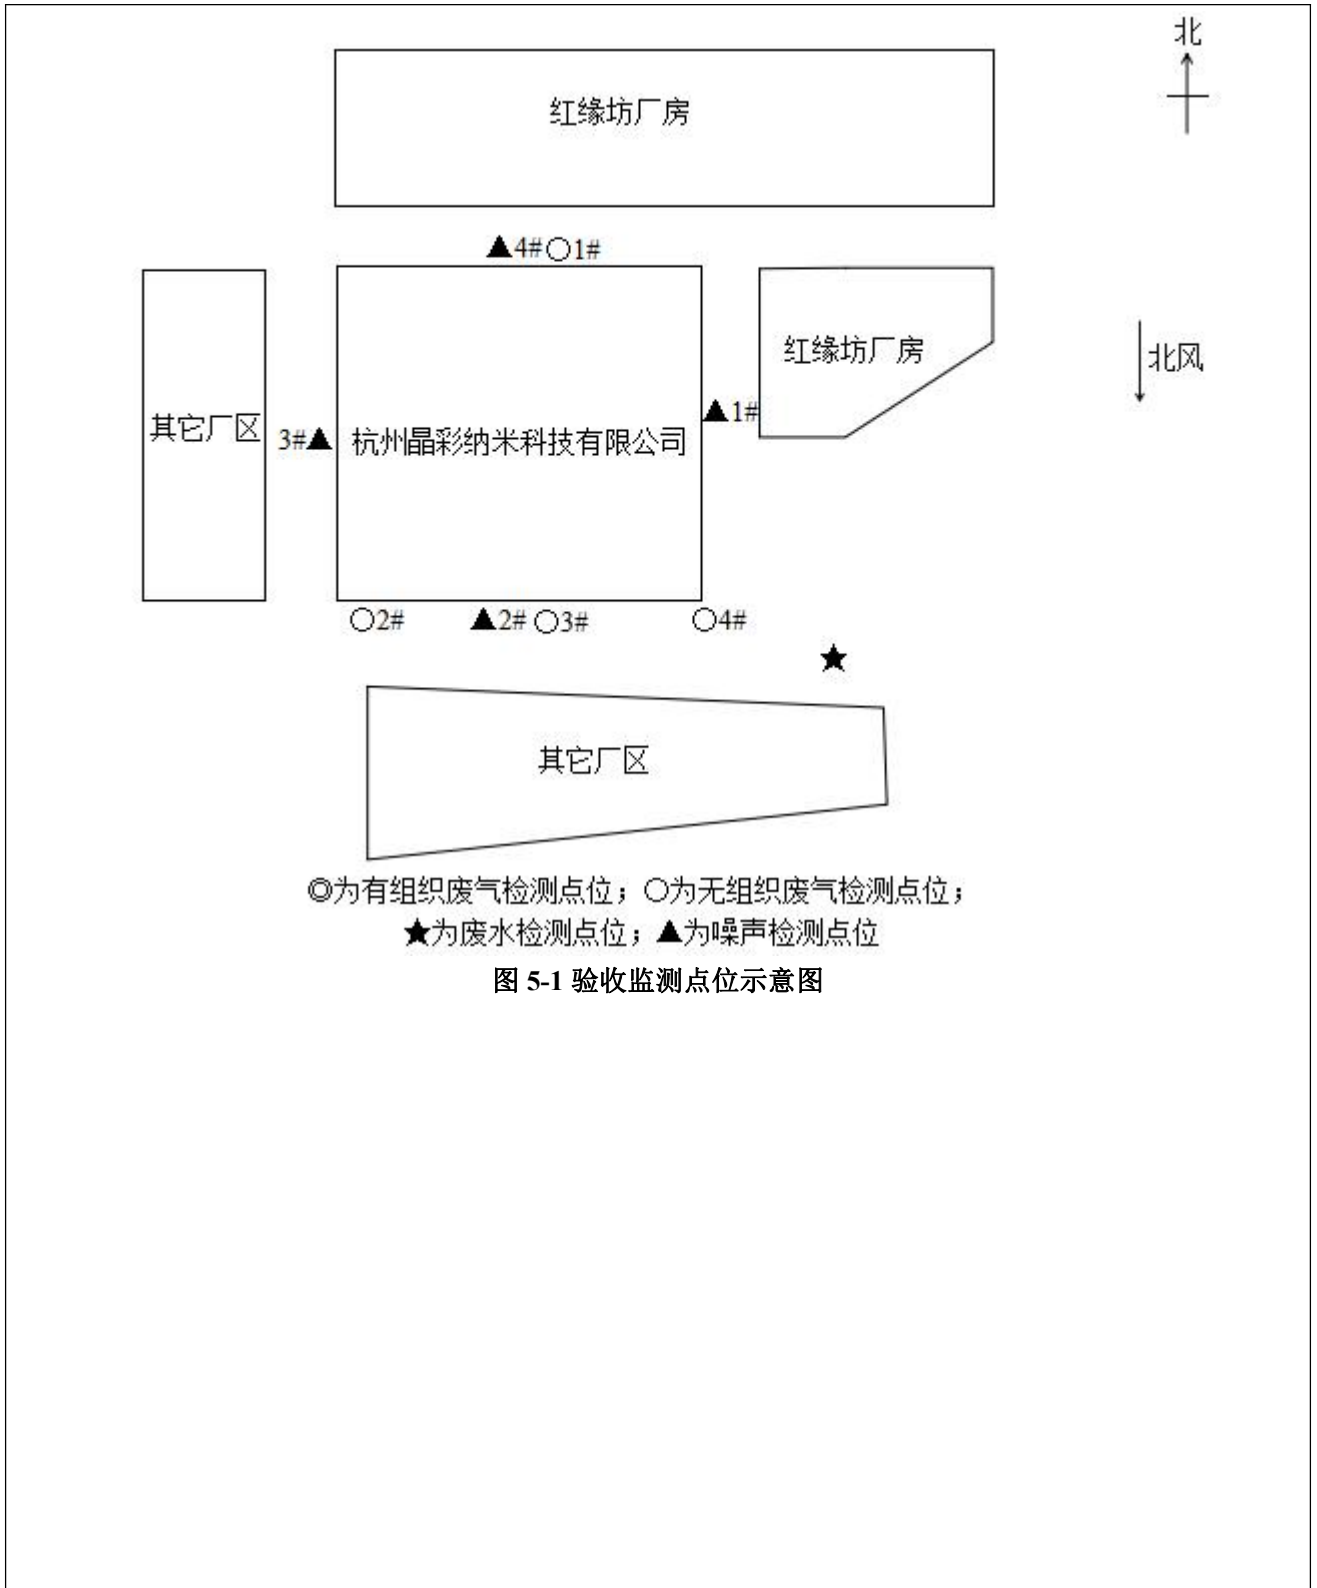 北
红缘坊厂房
▲4#○1#
红缘坊厂房
北风
▲1#
其它厂区
3#▲
杭州晶彩纳米科技有限公司
○2#
▲2#○3#
○4#
★
其它厂区
◎为有组织废气检测点位；○为无组织废气检测点位；
★为废水检测点位；▲为噪声检测点位
图 5-1 验收监测点位示意图